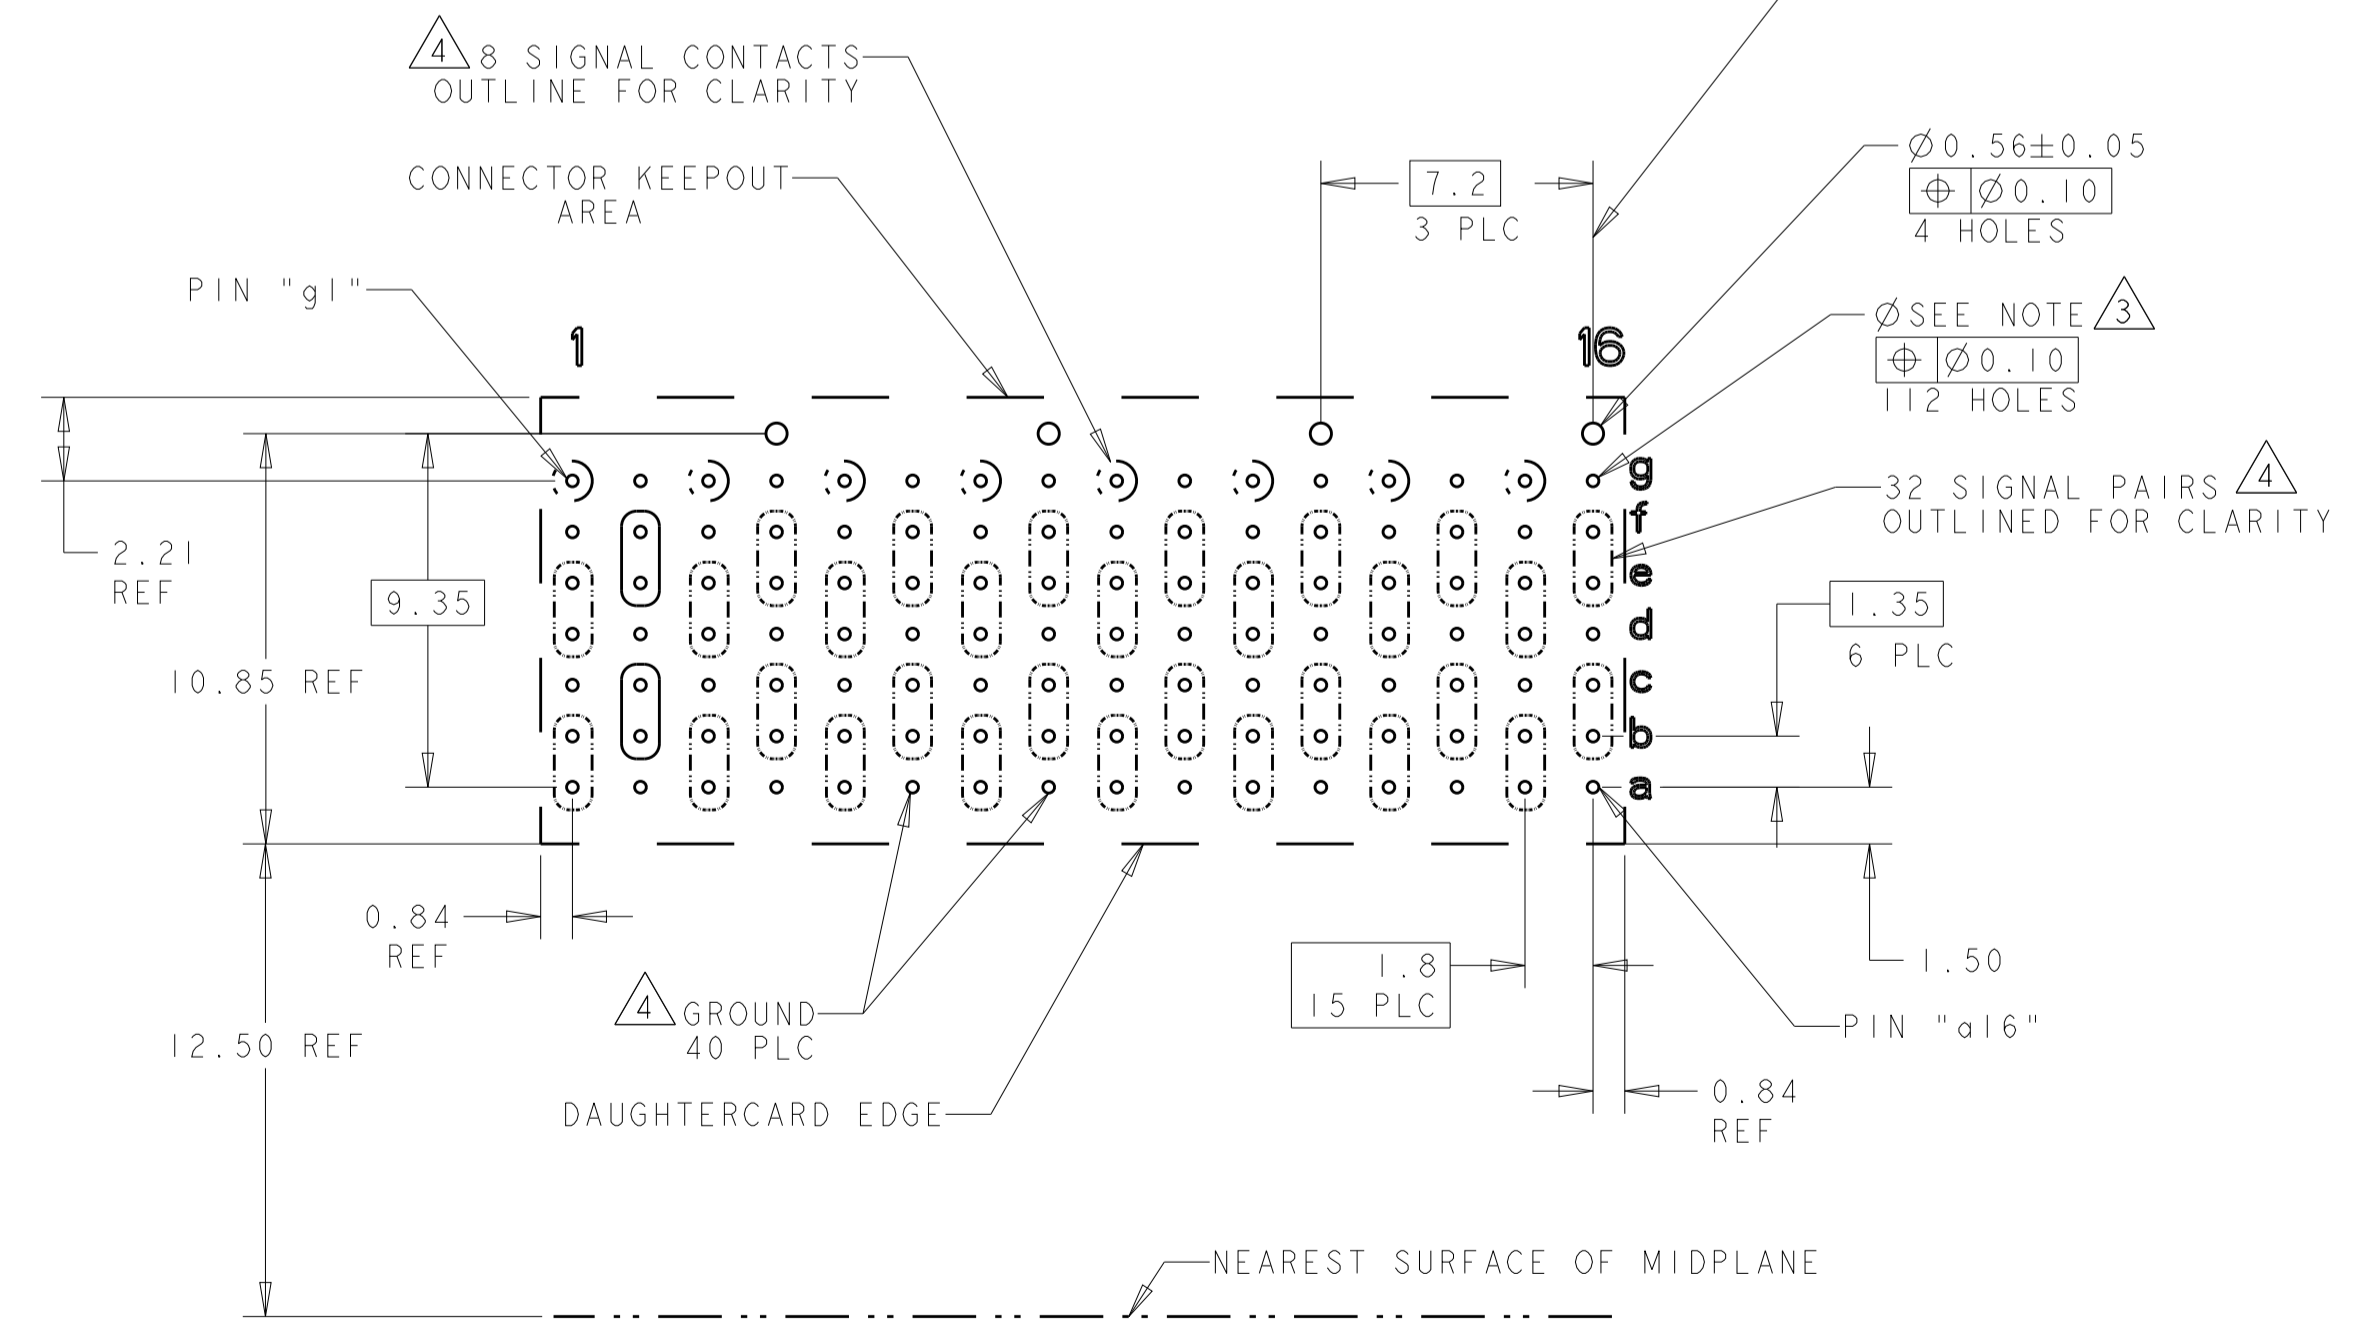 4 8 SIGNAL CONTACTS
OUTLINE FOR CLARITY
CONNECTOR KEEPOUT
AREA
PIN "g1"
1
16
7.2
3 PLC
Ø0.56±0.05
⌖ Ø0.10
4 HOLES
ØSEE NOTE 3
⌖ Ø0.10
112 HOLES
32 SIGNAL PAIRS 4
OUTLINED FOR CLARITY
g
f
e
d
c
b
a
2.21
REF
9.35
10.85 REF
1.35
6 PLC
0.84
REF
1.8
15 PLC
1.50
4 GROUND
40 PLC
PIN "a16"
12.50 REF
DAUGHTERCARD EDGE
0.84
REF
NEAREST SURFACE OF MIDPLANE